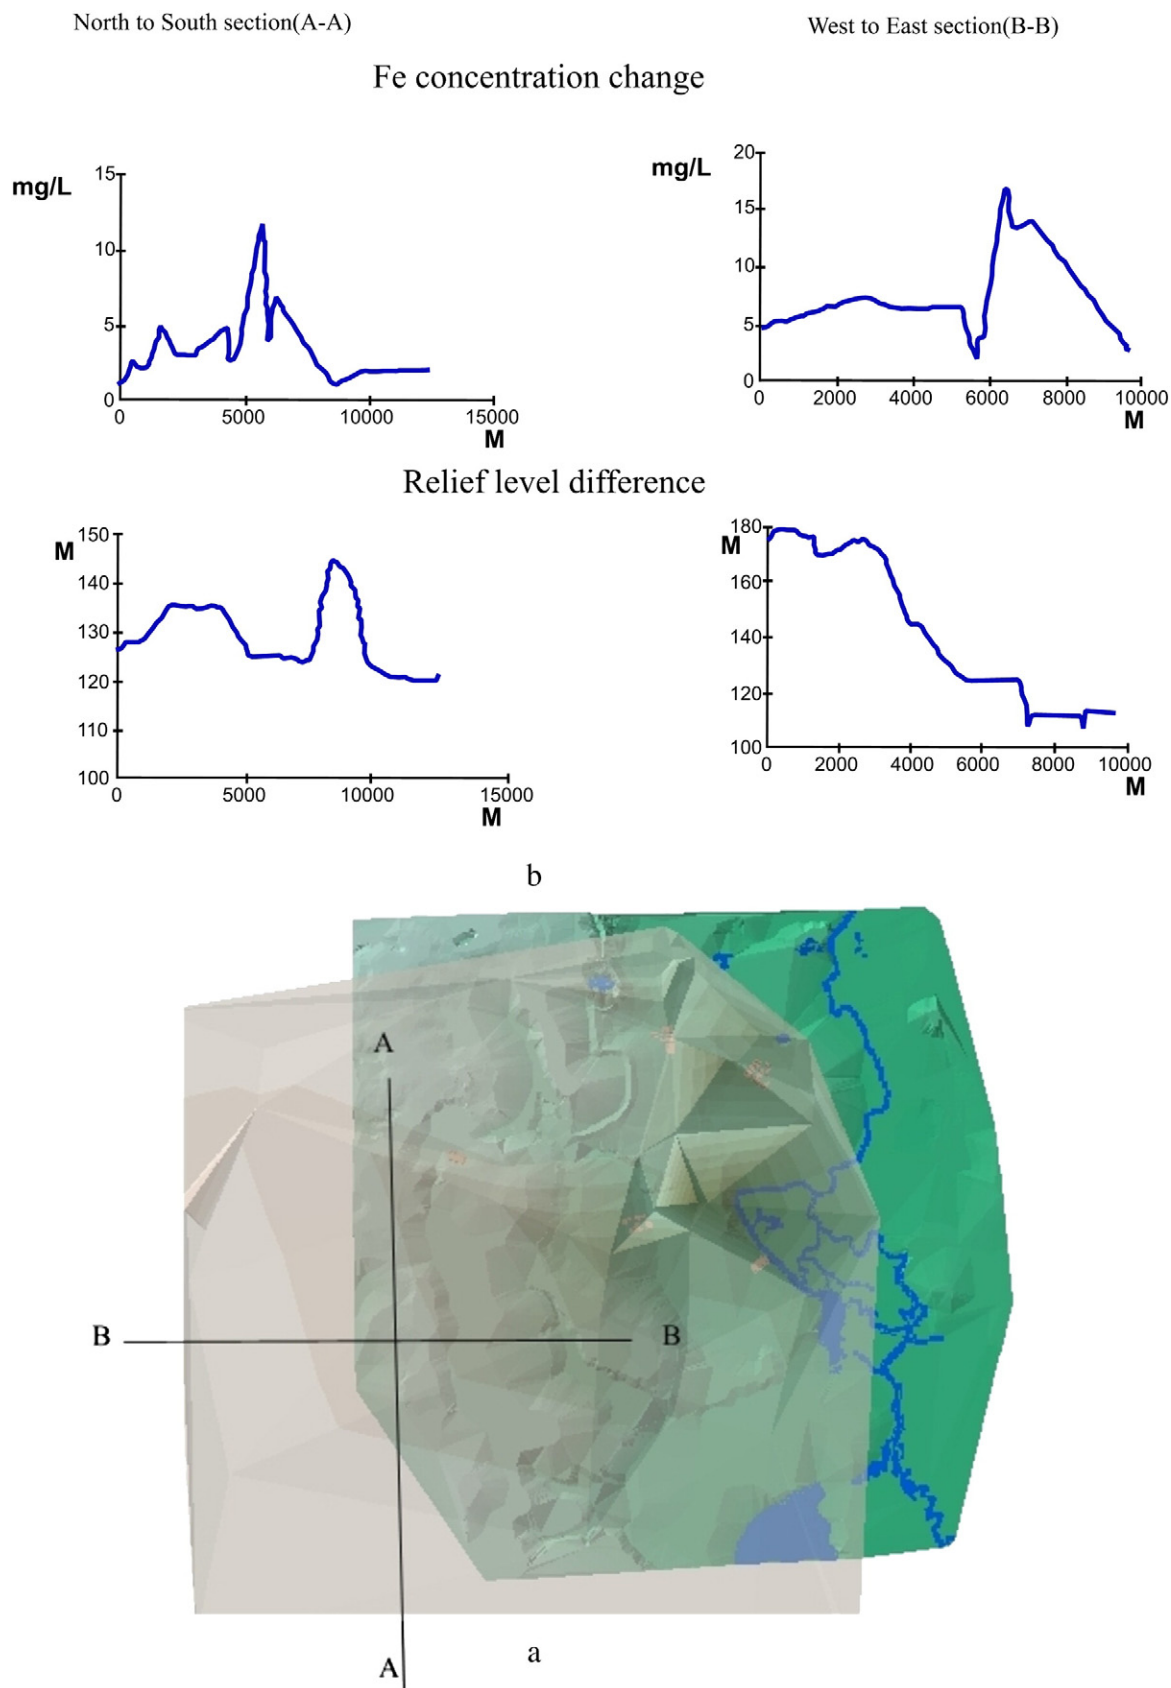 North to South section(A-A)
West to East section(B-B)
Fe concentration change
mg/L
15
10
5
0
0
5000
10000
15000
M
mg/L
20
15
10
5
0
0
2000
4000
6000
8000
10000
M
Relief level difference
M
150
140
130
120
110
100
0
5000
10000
15000
M
M
180
160
140
120
100
0
2000
4000
6000
8000
10000
M
b
A
B
B
A
a